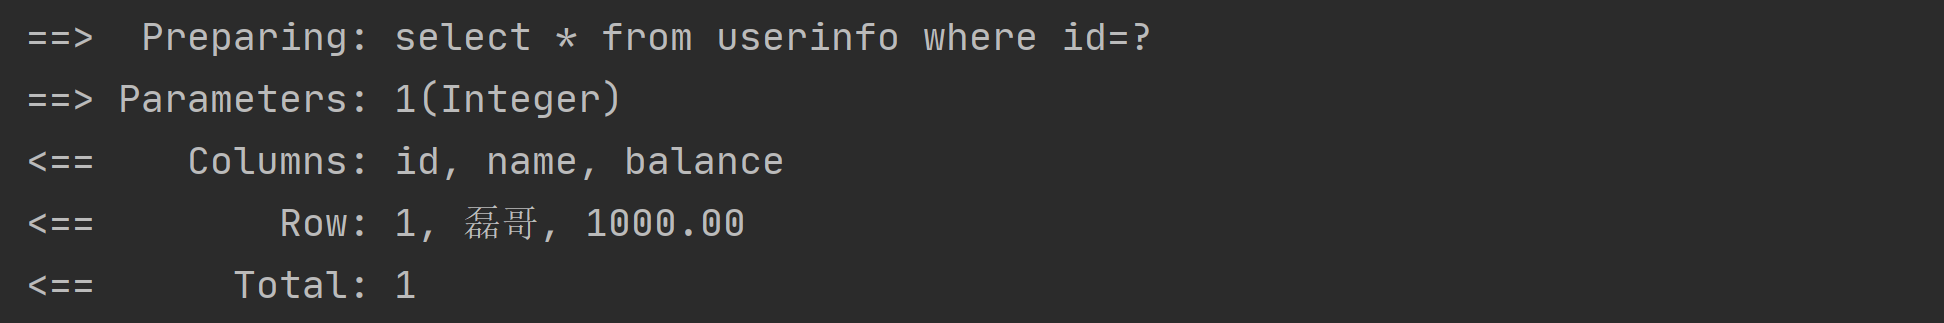 ==>  Preparing: select * from userinfo where id=?
==> Parameters: 1(Integer)
<==    Columns: id, name, balance
<==        Row: 1, 磊哥, 1000.00
<==      Total: 1